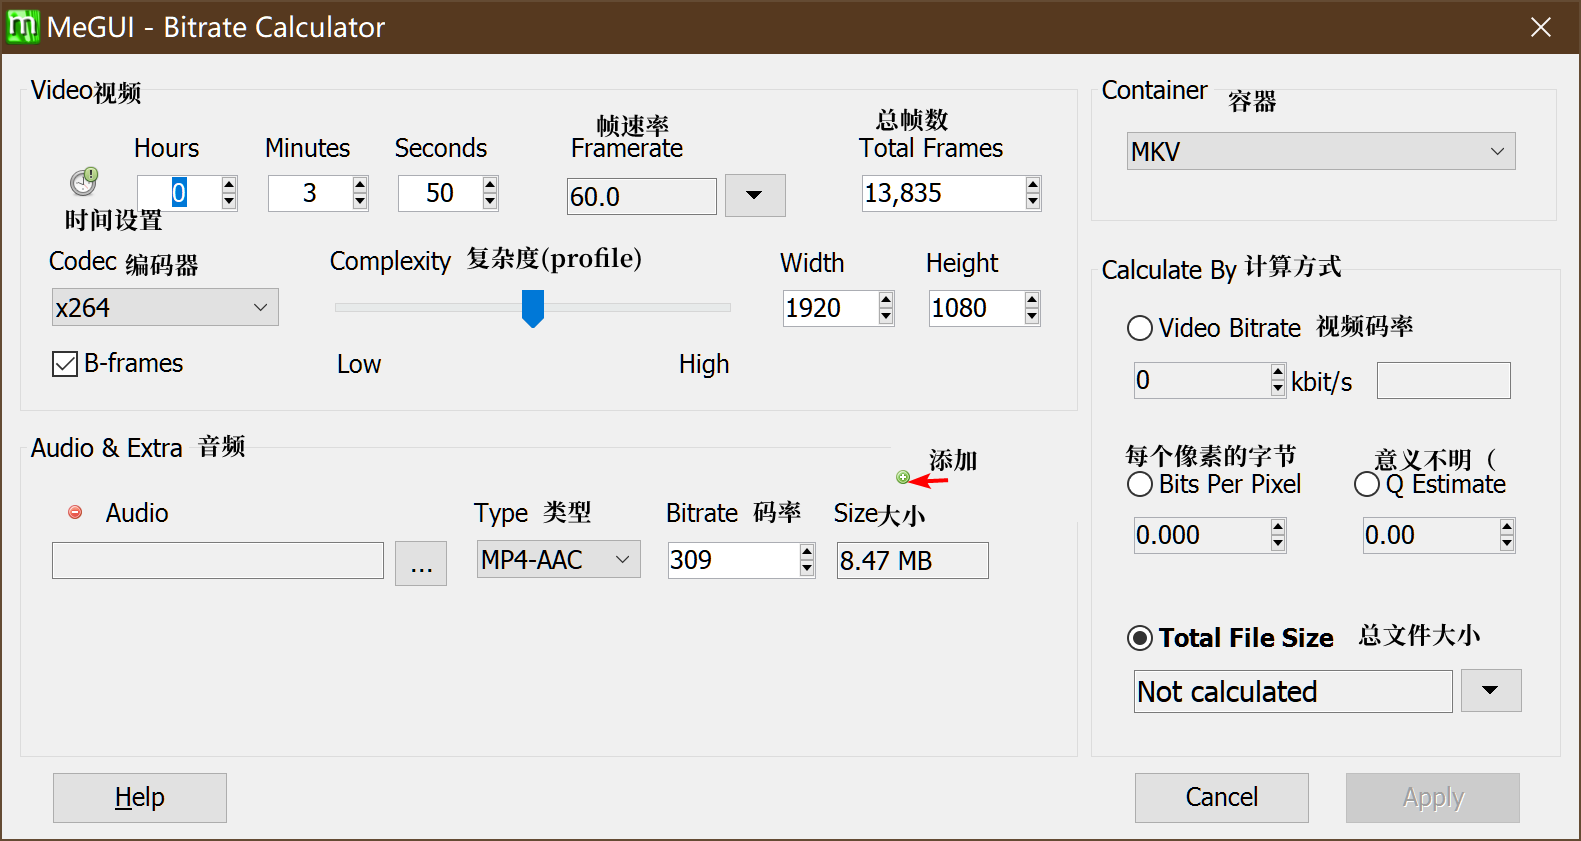 MeGUI - Bitrate Calculator
Video视频
Hours
Minutes
Seconds
帧速率
Framerate
总帧数
Total Frames
0
3
50
60.0
13,835
时间设置
Codec 编码器
Complexity 复杂度(profile)
Width
Height
x264
1920
1080
B-frames
Low
High
Container 容器
MKV
Calculate By 计算方式
Video Bitrate 视频码率
0
kbit/s
每个像素的字节
意义不明（
Bits Per Pixel
Q Estimate
0.000
0.00
Total File Size 总文件大小
Not calculated
Audio & Extra 音频
添加
Audio
Type 类型
Bitrate 码率
Size大小
...
MP4-AAC
309
8.47 MB
Help
Cancel
Apply